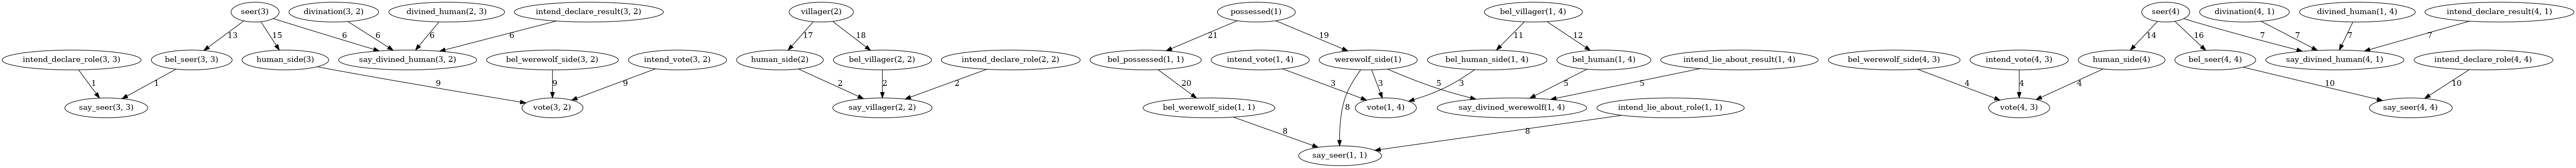 seer(3) divination(3, 2) divined_human(2, 3) intend_declare_result(3, 2) villager(2) possessed(1) bel_villager(1, 4) seer(4) divination(4, 1) divined_human(1, 4) intend_declare_result(4, 1)
13 15 6 6 6 6 17 18 21 19 11 12 14 16 7 7 7 7
intend_declare_role(3, 3) bel_seer(3, 3) human_side(3) say_divined_human(3, 2) bel_werewolf_side(3, 2) intend_vote(3, 2) human_side(2) bel_villager(2, 2) intend_declare_role(2, 2) bel_possessed(1, 1) intend_vote(1, 4) werewolf_side(1) bel_human_side(1, 4) bel_human(1, 4) intend_lie_about_result(1, 4) bel_werewolf_side(4, 3) intend_vote(4, 3) human_side(4) bel_seer(4, 4) say_divined_human(4, 1) intend_declare_role(4, 4)
1 1 9 9 9 2 2 2 20 3 3 5 3 5 5 4 4 4 10 10
say_seer(3, 3) vote(3, 2) say_villager(2, 2) bel_werewolf_side(1, 1) 8 vote(1, 4) say_divined_werewolf(1, 4) intend_lie_about_role(1, 1) vote(4, 3) say_seer(4, 4)
8 8
say_seer(1, 1)